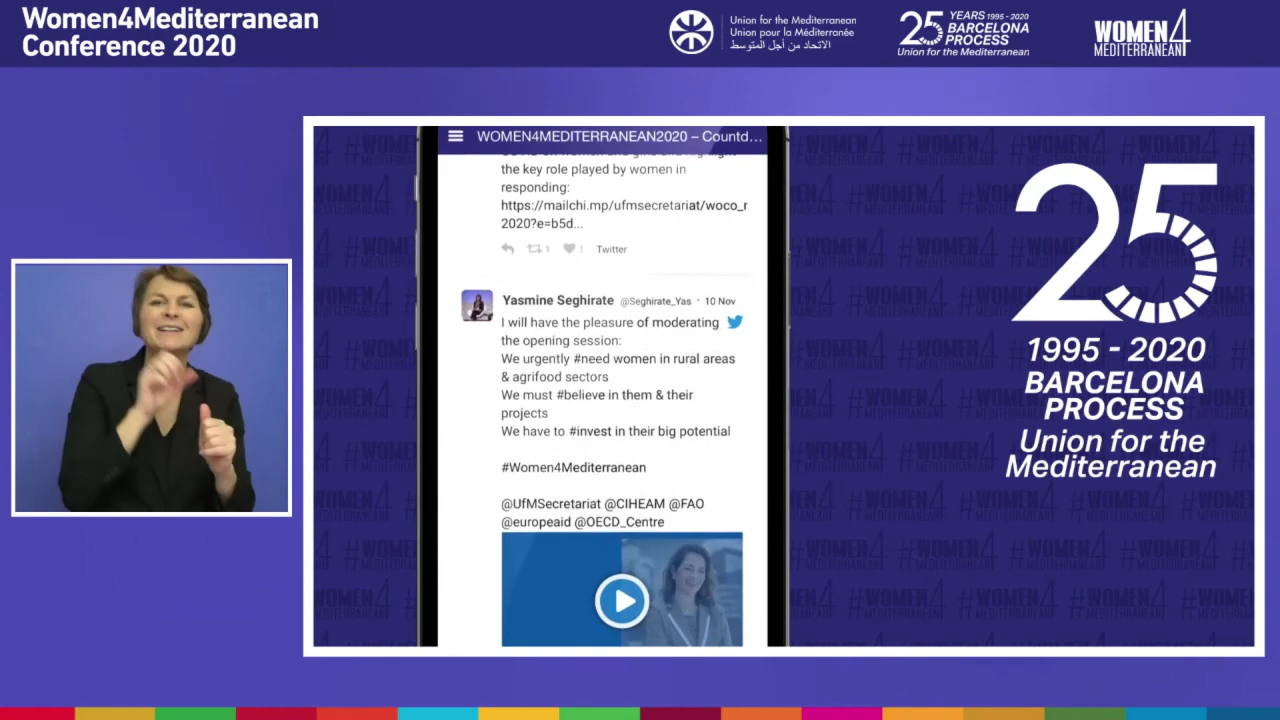 Women4Mediterranean
Conference 2020
Union for the Mediterranean
Union pour la Méditerranée
الاتحاد من أجل المتوسط
25 YEARS 1995 - 2020
BARCELONA
PROCESS
Union for the Mediterranean
WOMEN4
MEDITERRANEAN
WOMEN4MEDITERRANEAN2020 – Countd...
the key role played by women in
responding:
https://mailchi.mp/ufmsecretariat/woco_r
2020?e=b5d...
1 1 Twitter
Yasmine Seghirate @Seghirate_Yas · 10 Nov
I will have the pleasure of moderating
the opening session:
We urgently #need women in rural areas
& agrifood sectors
We must #believe in them & their
projects
We have to #invest in their big potential
#Women4Mediterranean
@UfMSecretariat @CIHEAM @FAO
@europeaid @OECD_Centre
25
1995 - 2020
BARCELONA
PROCESS
Union for the
Mediterranean